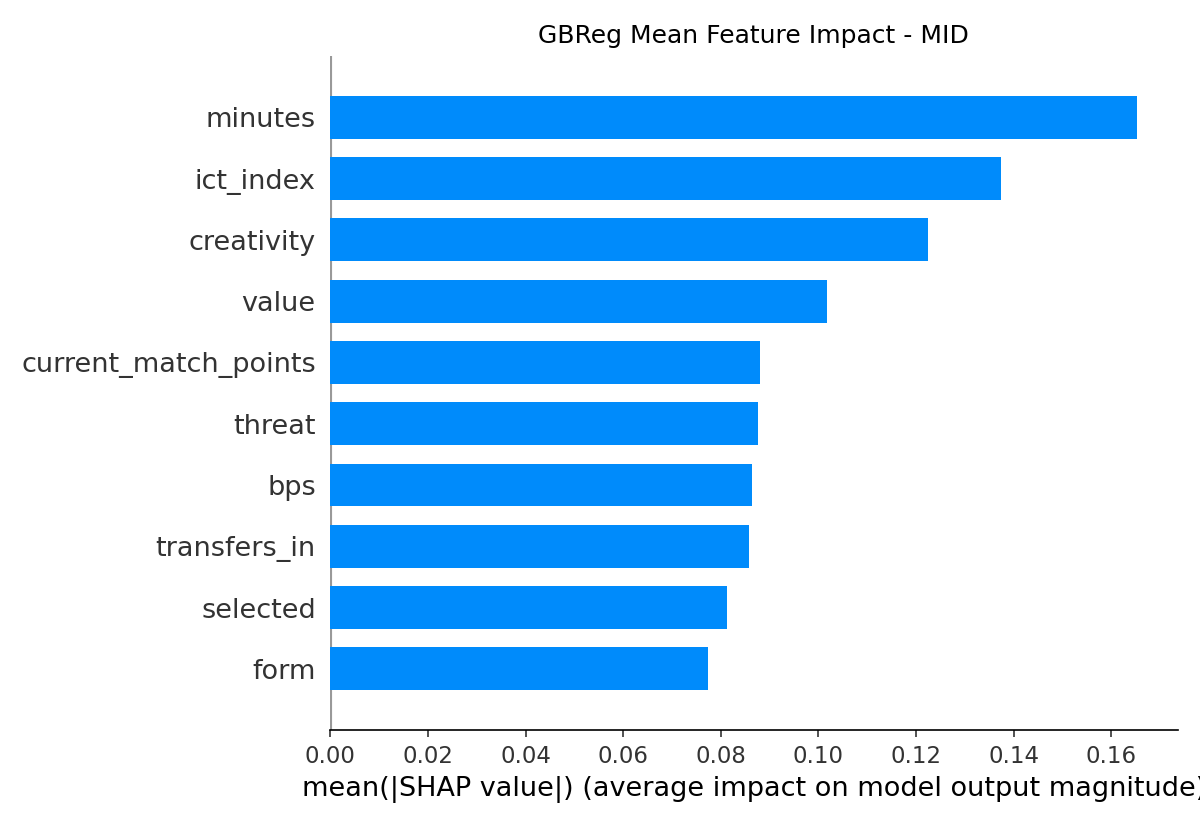 GBReg Mean Feature Impact - MID
minutes
ict_index
creativity
value
current_match_points
threat
bps
transfers_in
selected
form
0.00 0.02 0.04 0.06 0.08 0.10 0.12 0.14 0.16
mean(|SHAP value|) (average impact on model output magnitude)